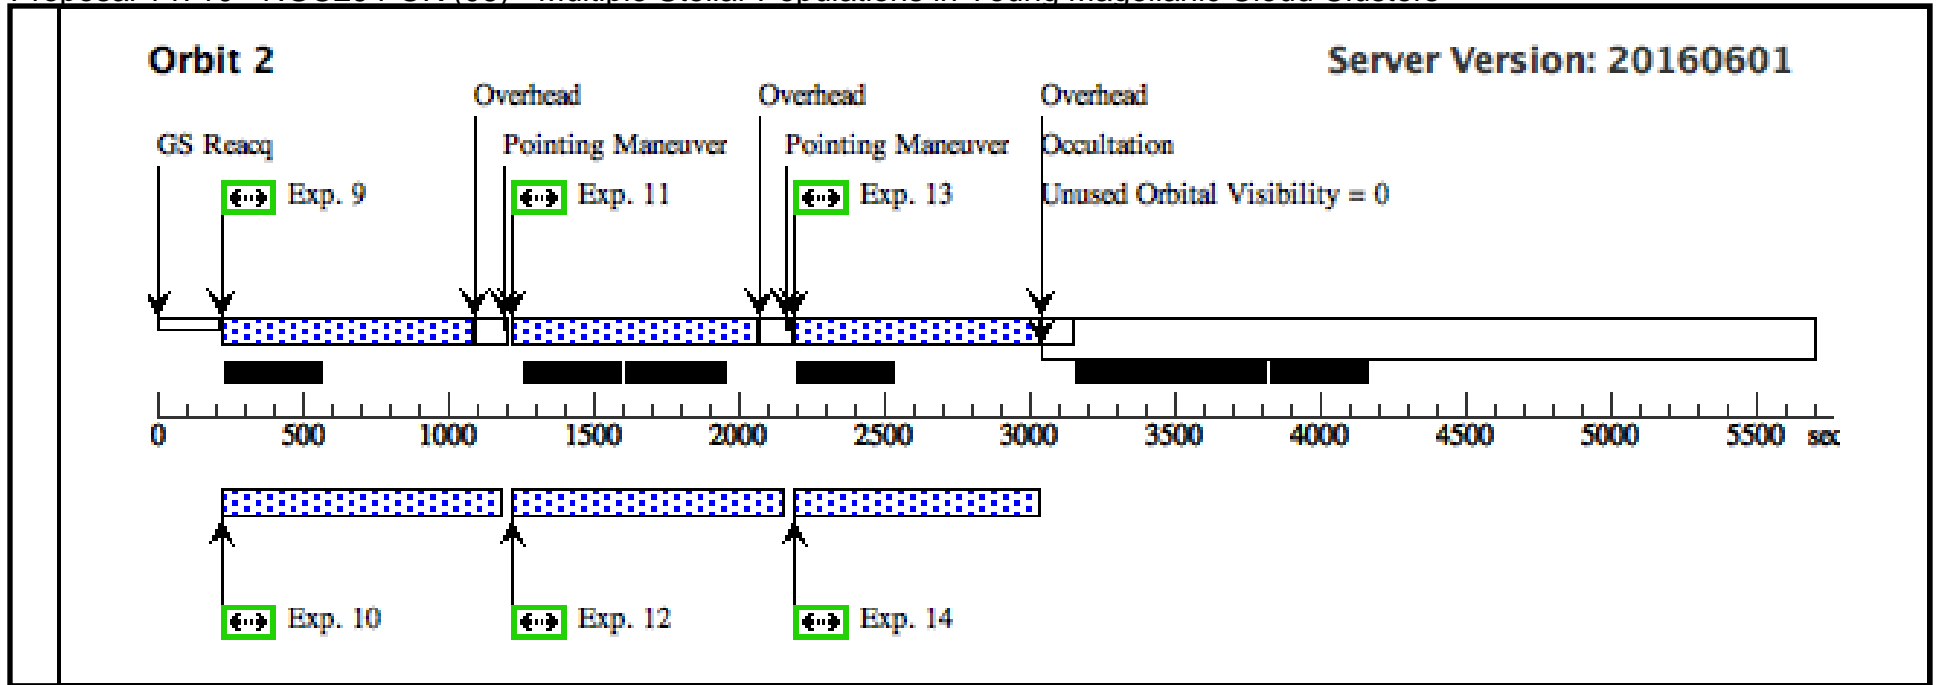 Orbit 2
Server Version: 20160601
Overhead Overhead Overhead
GS Reacq Pointing Maneuver Pointing Maneuver Occultation
Exp. 9 Exp. 11 Exp. 13 Unused Orbital Visibility = 0
0 500 1000 1500 2000 2500 3000 3500 4000 4500 5000 5500 sec
Exp. 10 Exp. 12 Exp. 14